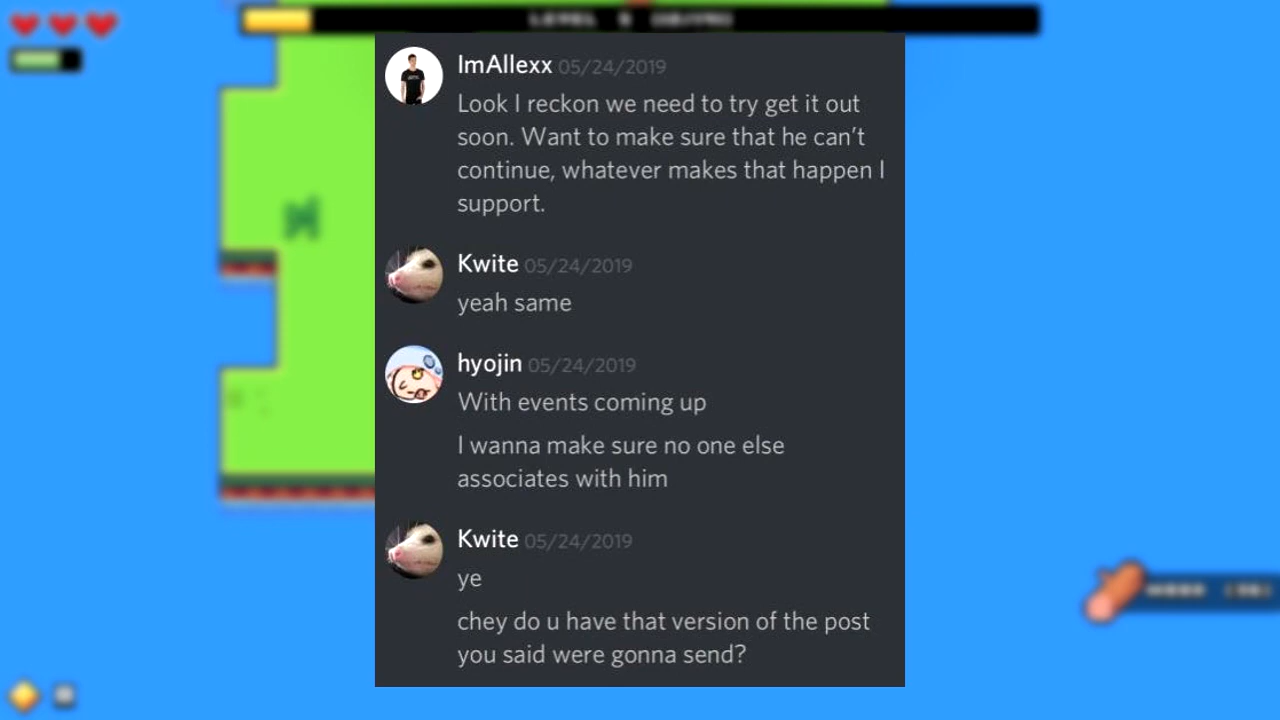 LEVEL
ImAllexx 05/24/2019
Look I reckon we need to try get it out
soon. Want to make sure that he can't
continue, whatever makes that happen I
support.
Kwite 05/24/2019
yeah same
hyojin 05/24/2019
With events coming up
I wanna make sure no one else
associates with him
Kwite 05/24/2019
ye
chey do u have that version of the post
you said were gonna send?